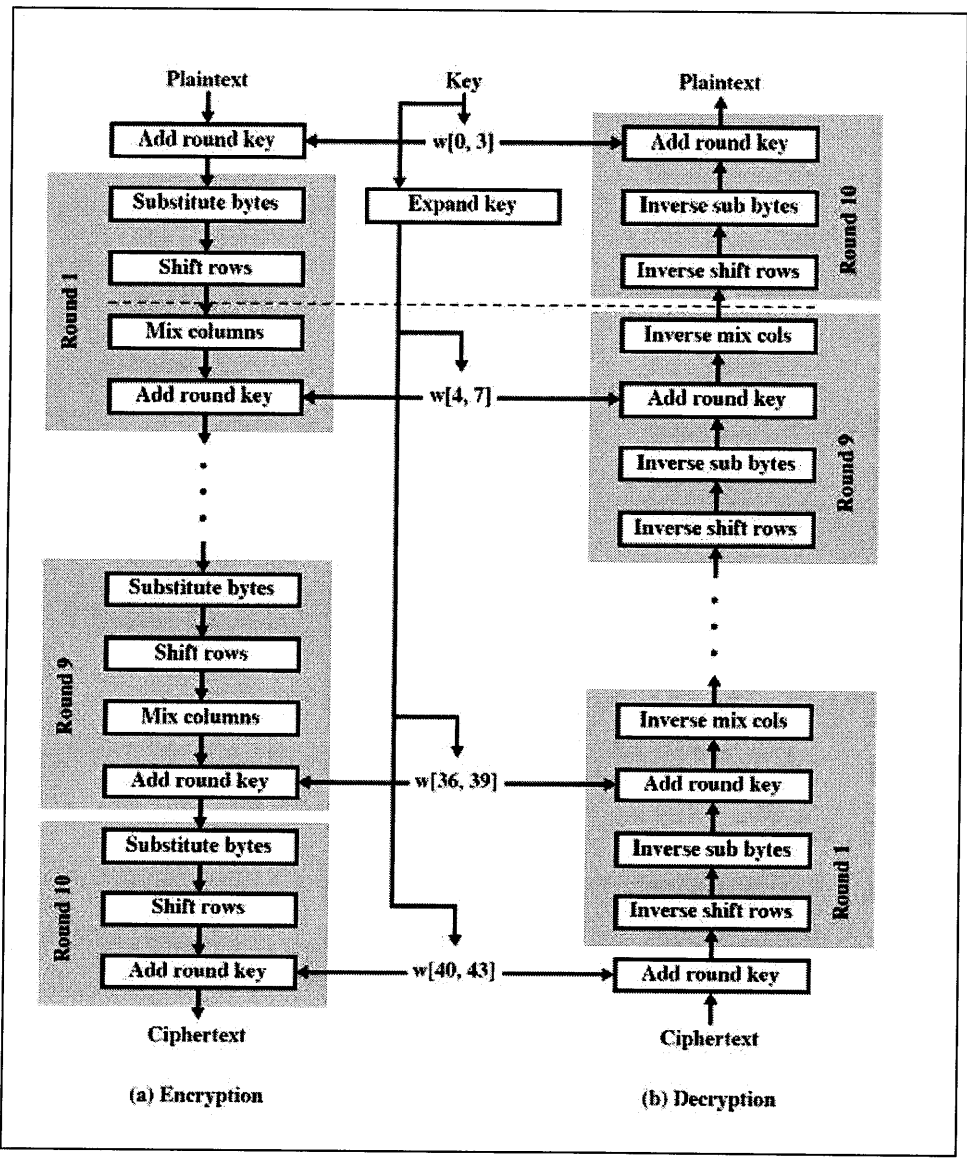 Plaintext
Key
Plaintext
Add round key
w[0, 3]
Add round key
Substitute bytes
Expand key
Inverse sub bytes
Round 10
Shift rows
Inverse shift rows
Round 1
Mix columns
Inverse mix cols
Add round key
w[4, 7]
Add round key
Inverse sub bytes
Round 9
Inverse shift rows
Substitute bytes
Shift rows
Round 9
Mix columns
Inverse mix cols
Add round key
w[36, 39]
Add round key
Substitute bytes
Inverse sub bytes
Round 1
Shift rows
Inverse shift rows
Round 10
Add round key
w[40, 43]
Add round key
Ciphertext
Ciphertext
(a) Encryption
(b) Decryption